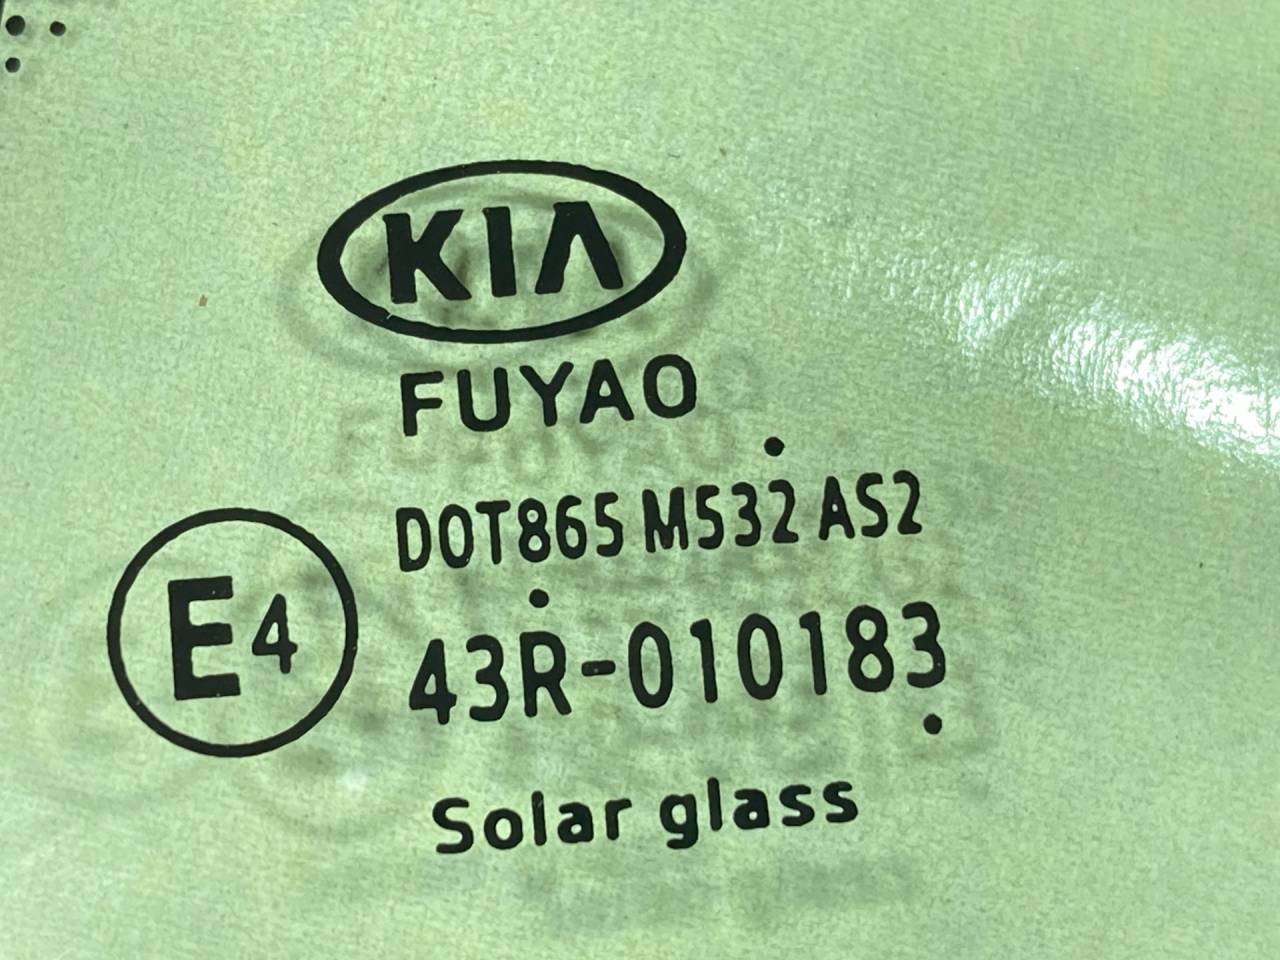 KIA
FUYAO
DOT865 M532 AS2
E4
43R-010183
Solar glass